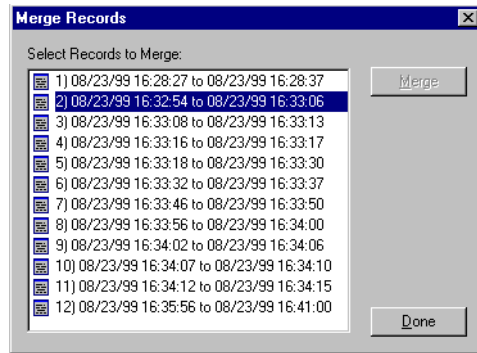 Merge Records
Select Records to Merge:
1) 08/23/99 16:28:27 to 08/23/99 16:28:37
Merge
2) 08/23/99 16:32:54 to 08/23/99 16:33:06
3) 08/23/99 16:33:08 to 08/23/99 16:33:13
4) 08/23/99 16:33:16 to 08/23/99 16:33:17
5) 08/23/99 16:33:18 to 08/23/99 16:33:30
6) 08/23/99 16:33:32 to 08/23/99 16:33:37
7) 08/23/99 16:33:46 to 08/23/99 16:33:50
8) 08/23/99 16:33:56 to 08/23/99 16:34:00
9) 08/23/99 16:34:02 to 08/23/99 16:34:06
10) 08/23/99 16:34:07 to 08/23/99 16:34:10
11) 08/23/99 16:34:12 to 08/23/99 16:34:15
12) 08/23/99 16:35:56 to 08/23/99 16:41:00
Done